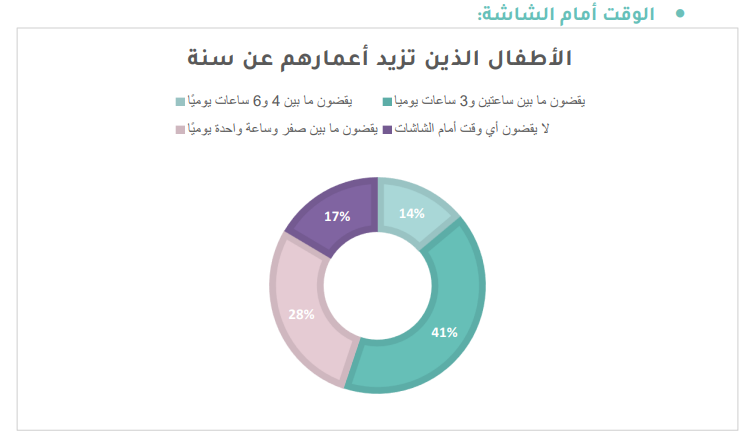 • الوقت أمام الشاشة:
الأطفال الذين تزيد أعمارهم عن سنة
يقضون ما بين ساعتين و3 ساعات يوميا يقضون ما بين 4 و6 ساعات يوميًا
لا يقضون أي وقت أمام الشاشات يقضون ما بين صفر وساعة واحدة يوميًا
17% 14%
28%
41%